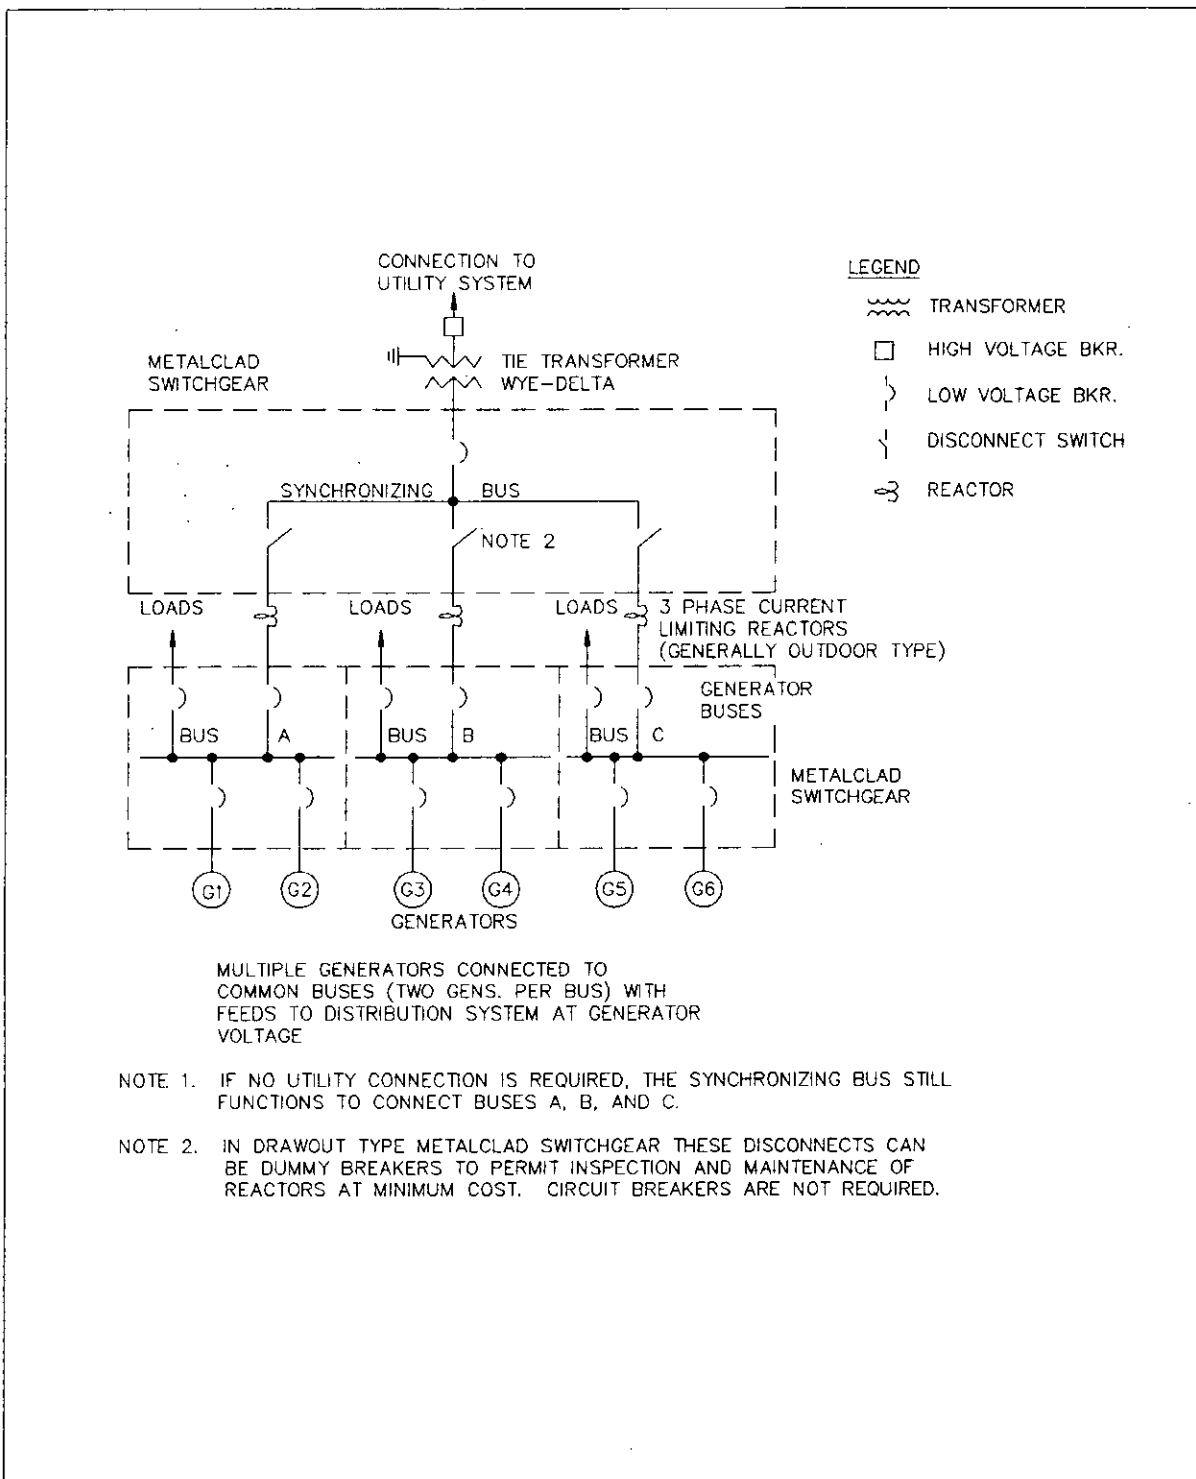 CONNECTION TO
UTILITY SYSTEM
LEGEND
TRANSFORMER
HIGH VOLTAGE BKR.
LOW VOLTAGE BKR.
DISCONNECT SWITCH
REACTOR
METALCLAD
SWITCHGEAR
TIE TRANSFORMER
WYE-DELTA
SYNCHRONIZING BUS
NOTE 2
LOADS LOADS LOADS
3 PHASE CURRENT
LIMITING REACTORS
(GENERALLY OUTDOOR TYPE)
GENERATOR
BUSES
BUS A BUS B BUS C
METALCLAD
SWITCHGEAR
G1 G2 G3 G4 G5 G6
GENERATORS
MULTIPLE GENERATORS CONNECTED TO
COMMON BUSES (TWO GENS. PER BUS) WITH
FEEDS TO DISTRIBUTION SYSTEM AT GENERATOR
VOLTAGE
NOTE 1. IF NO UTILITY CONNECTION IS REQUIRED, THE SYNCHRONIZING BUS STILL
FUNCTIONS TO CONNECT BUSES A, B, AND C.
NOTE 2. IN DRAWOUT TYPE METALCLAD SWITCHGEAR THESE DISCONNECTS CAN
BE DUMMY BREAKERS TO PERMIT INSPECTION AND MAINTENANCE OF
REACTORS AT MINIMUM COST. CIRCUIT BREAKERS ARE NOT REQUIRED.